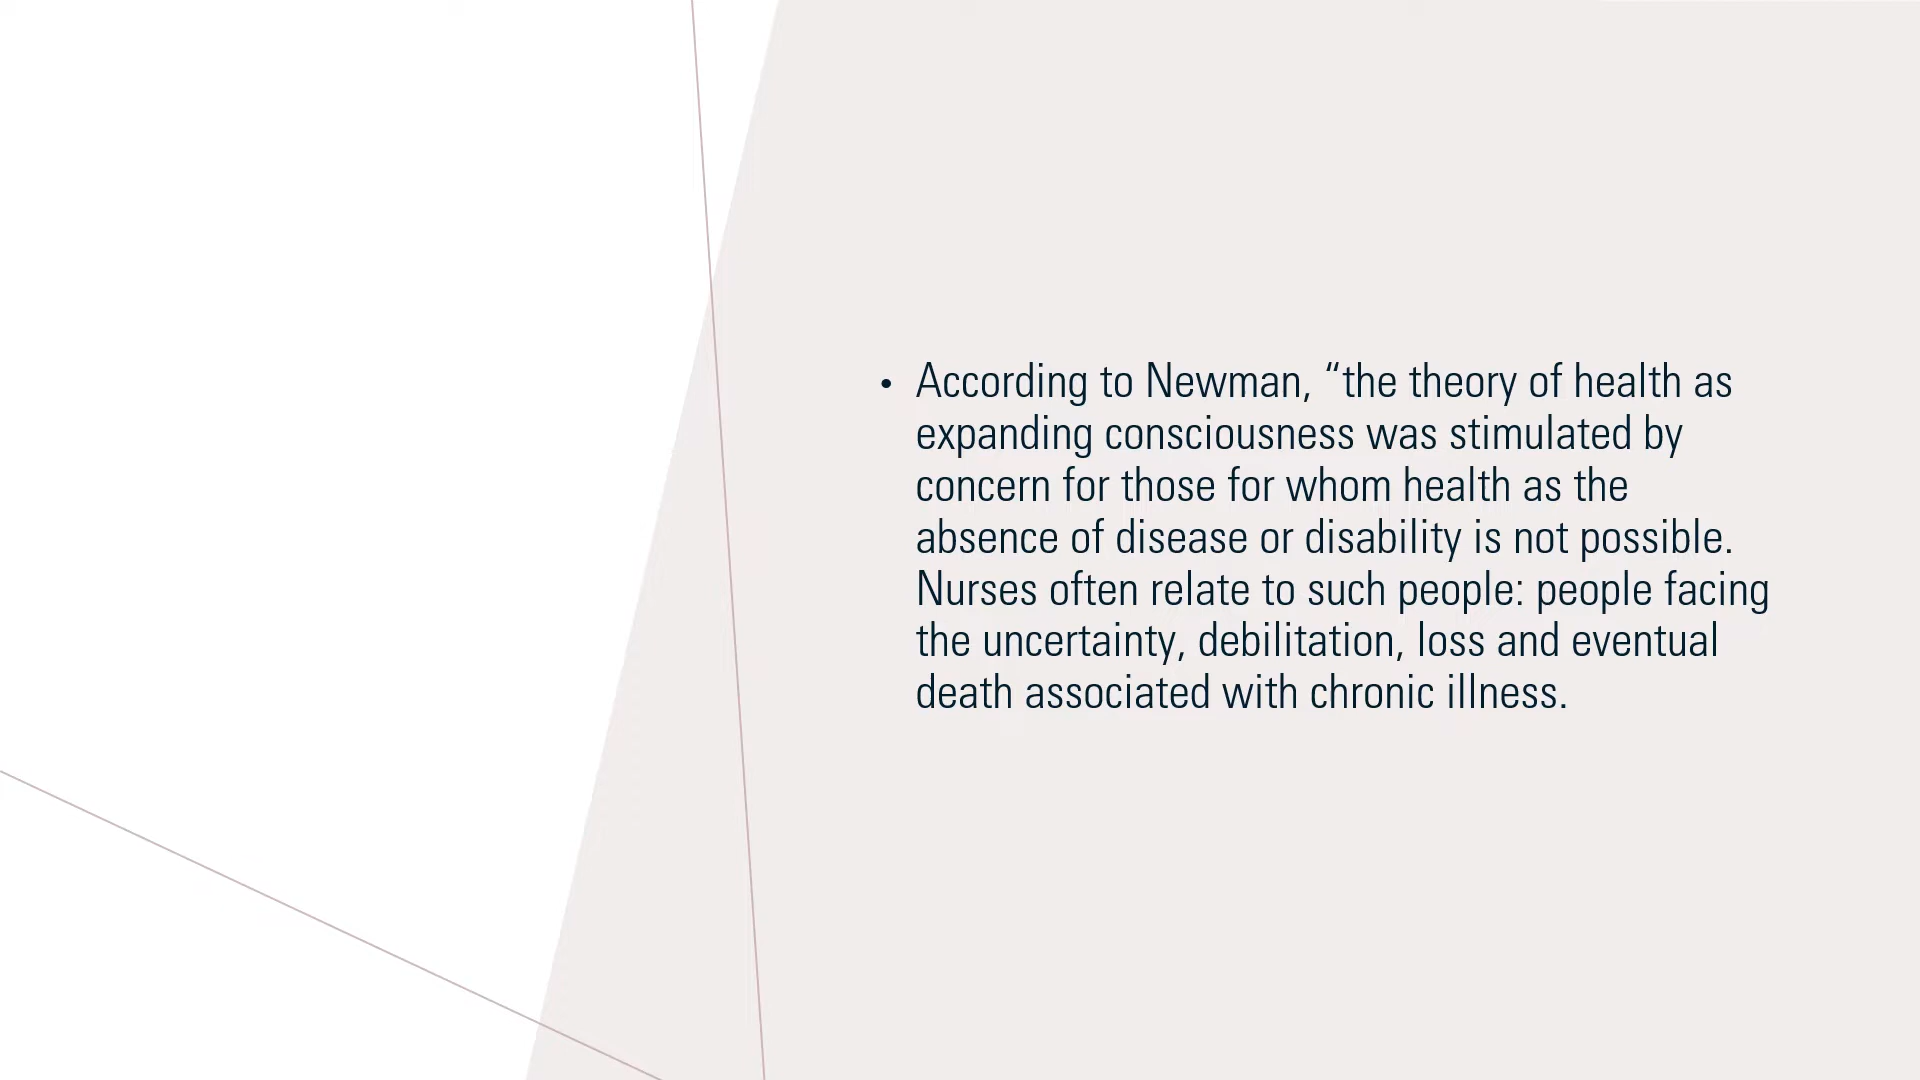 • According to Newman, “the theory of health as
expanding consciousness was stimulated by
concern for those for whom health as the
absence of disease or disability is not possible.
Nurses often relate to such people: people facing
the uncertainty, debilitation, loss and eventual
death associated with chronic illness.